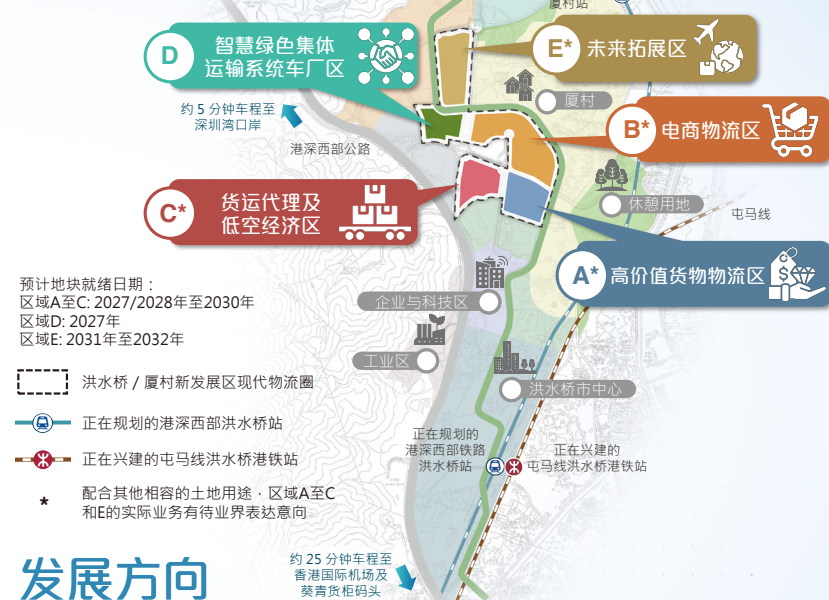 厦村站
D
智慧绿色集体
运输系统车厂区
E*
未来拓展区
约 5 分钟车程至
深圳湾口岸
厦村
港深西部公路
B*
电商物流区
C*
货运代理及
低空经济区
休憩用地
屯马线
A*
高价值货物物流区
预计地块就绪日期：
区域A至C: 2027/2028年至2030年
区域D: 2027年
区域E: 2031年至2032年
企业与科技区
工业区
洪水桥市中心
洪水桥 / 厦村新发展区现代物流圈
正在规划的港深西部洪水桥站
正在兴建的屯马线洪水桥港铁站
* 配合其他相容的土地用途，区域A至C
和E的实际业务有待业界表达意向
正在规划的
港深西部铁路
洪水桥站
正在兴建的
屯马线洪水桥港铁站
发展方向
约 25 分钟车程至
香港国际机场及
葵青货柜码头